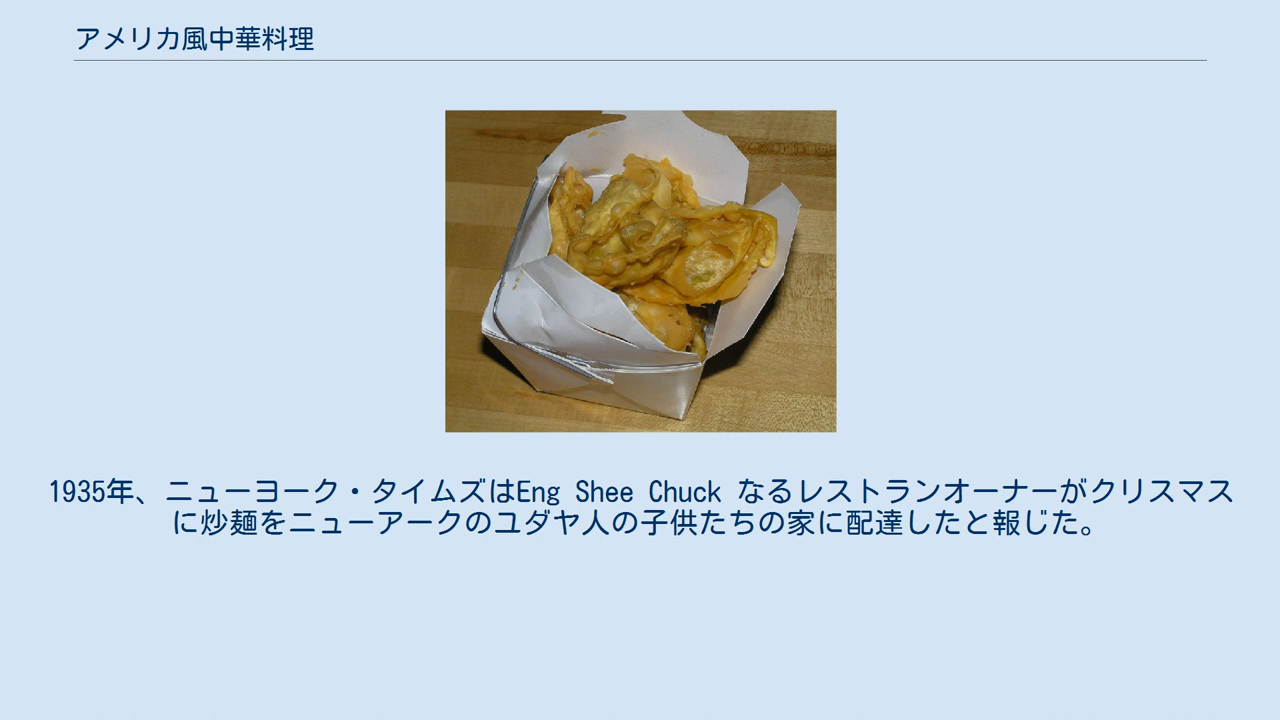 アメリカ風中華料理
1935年、ニューヨーク・タイムズはEng Shee Chuck なるレストランオーナーがクリスマス
に炒麺をニューアークのユダヤ人の子供たちの家に配達したと報じた。